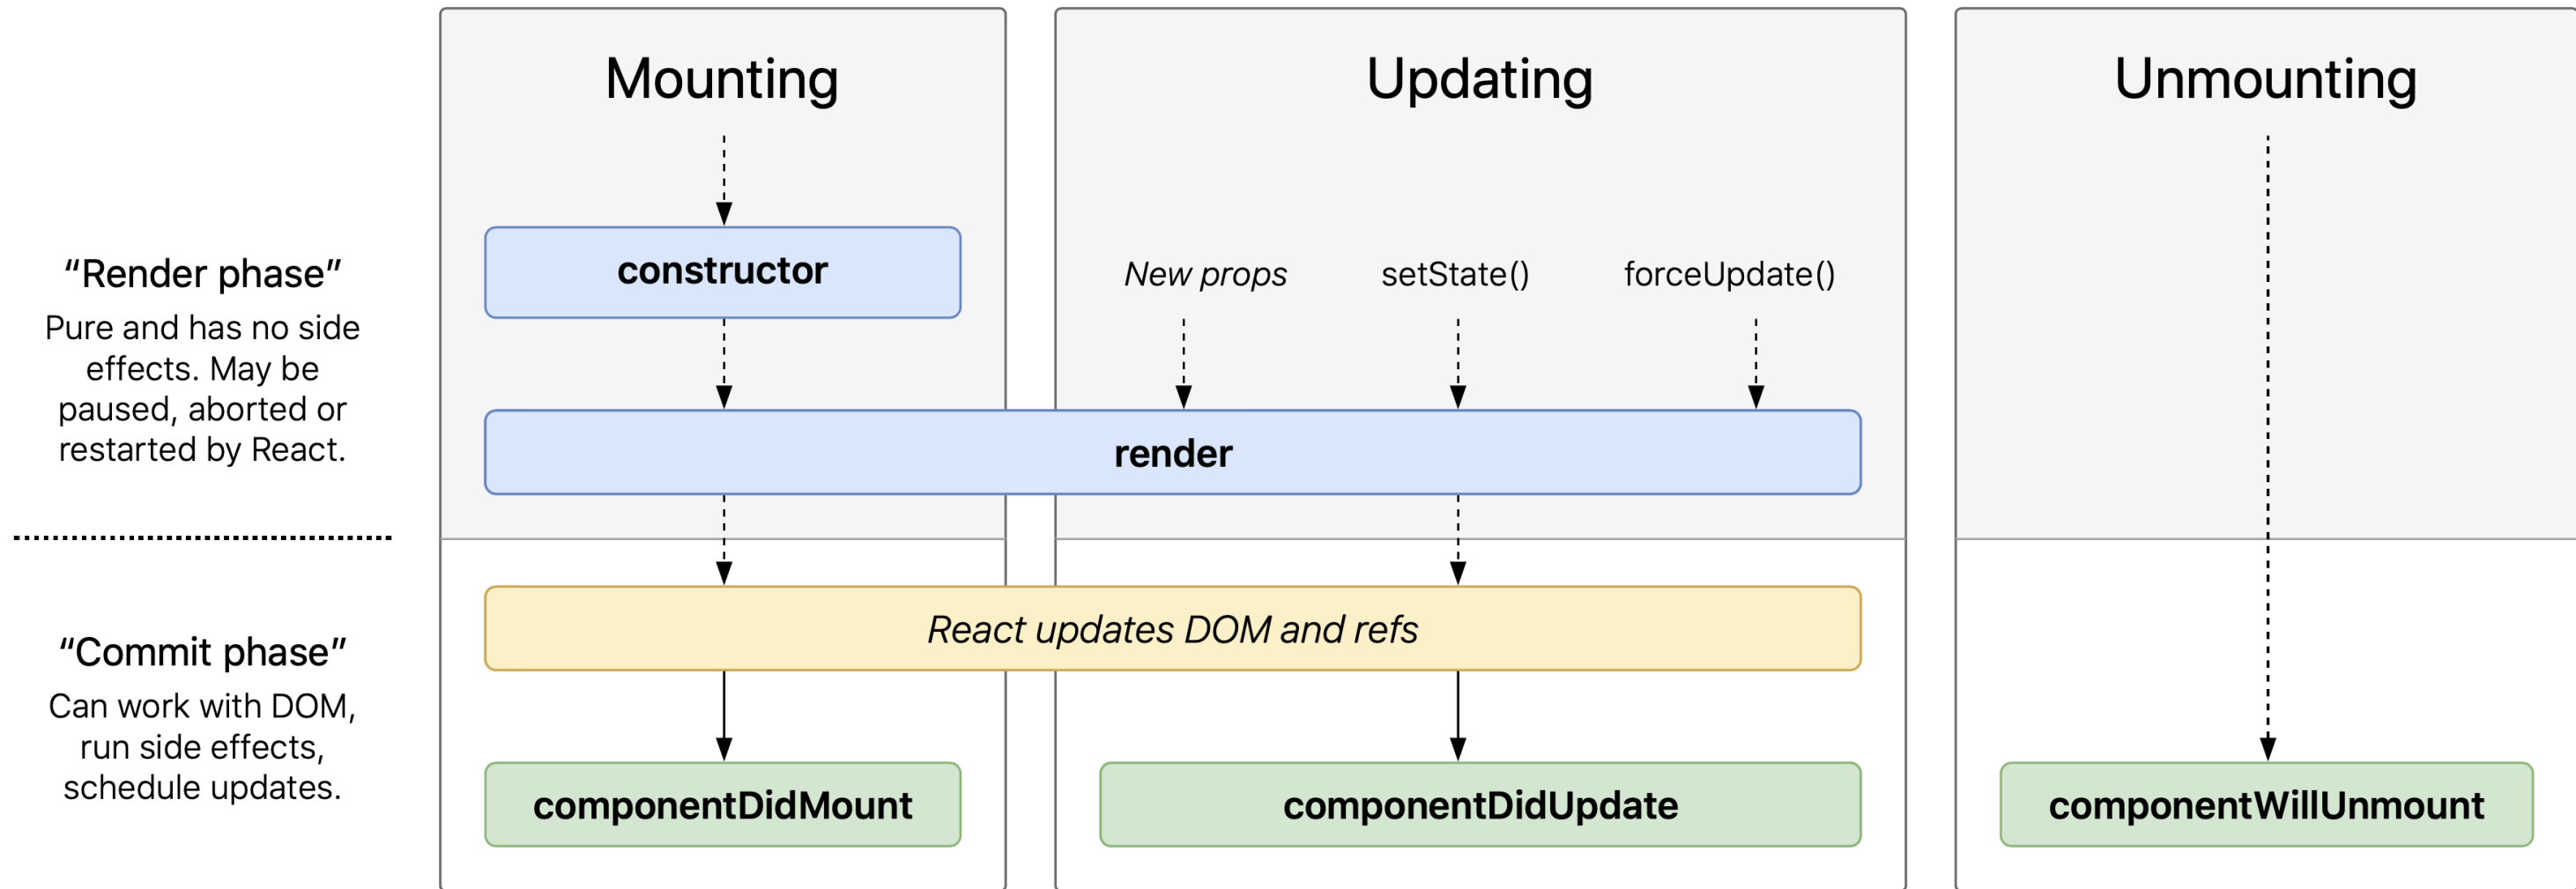 Mounting
Updating
Unmounting
“Render phase”
Pure and has no side
effects. May be
paused, aborted or
restarted by React.
constructor
New props
setState()
forceUpdate()
render
“Commit phase”
Can work with DOM,
run side effects,
schedule updates.
React updates DOM and refs
componentDidMount
componentDidUpdate
componentWillUnmount